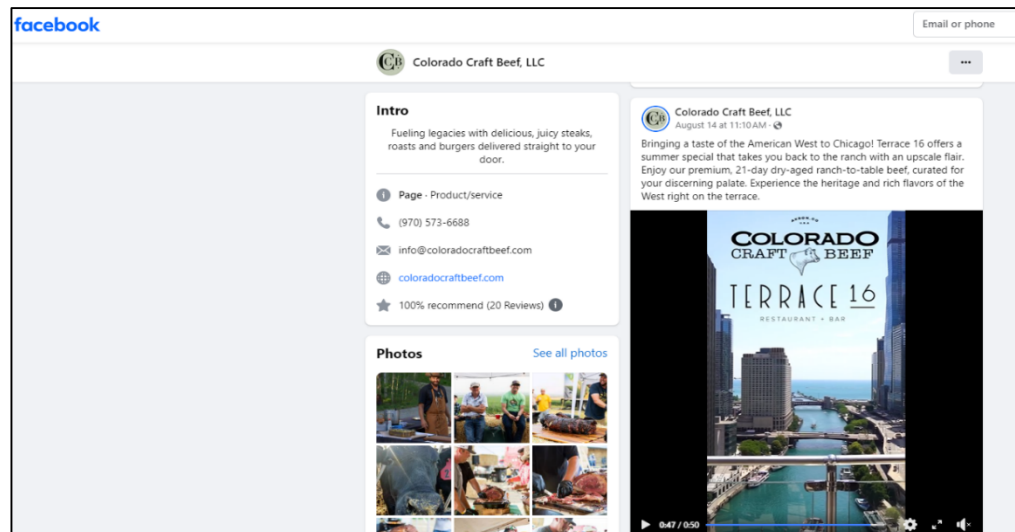 facebook
Email or phone
CCB
Colorado Craft Beef, LLC
...
Intro
Fueling legacies with delicious, juicy steaks,
roasts and burgers delivered straight to your
door.
Page · Product/service
(970) 573-6688
info@coloradocraftbeef.com
coloradocraftbeef.com
100% recommend (20 Reviews)
Photos
See all photos
CCB
Colorado Craft Beef, LLC
August 14 at 11:10 AM ·
Bringing a taste of the American West to Chicago! Terrace 16 offers a
summer special that takes you back to the ranch with an upscale flair.
Enjoy our premium, 21-day dry-aged ranch-to-table beef, curated for
your discerning palate. Experience the heritage and rich flavors of the
West right on the terrace.
COLORADO
CRAFT BEEF
TERRACE 16
RESTAURANT + BAR
0:47 / 0:50